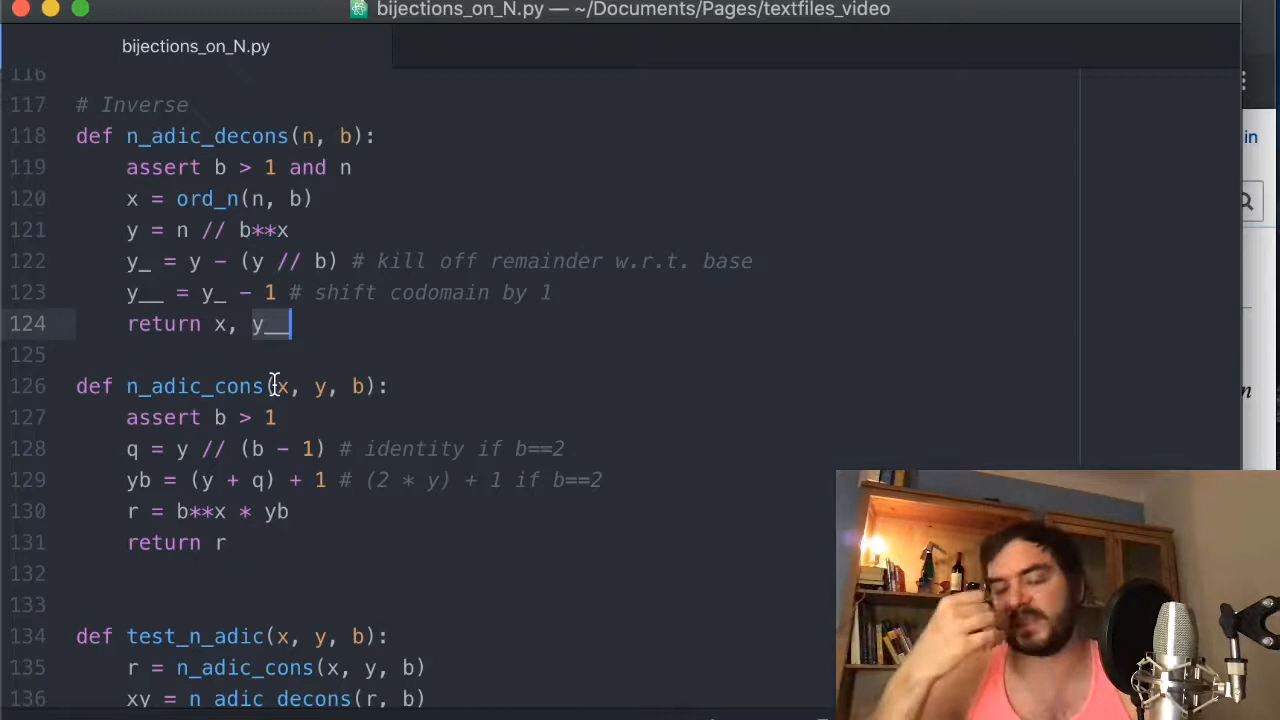 bijections_on_N.py — ~/Documents/Pages/textfiles_video
bijections_on_N.py
116
117 # Inverse
118 def n_adic_decons(n, b):
119 assert b > 1 and n
120 x = ord_n(n, b)
121 y = n // b**x
122 y_ = y - (y // b) # kill off remainder w.r.t. base
123 y__ = y_ - 1 # shift codomain by 1
124 return x, y__
125
126 def n_adic_cons(x, y, b):
127 assert b > 1
128 q = y // (b - 1) # identity if b==2
129 yb = (y + q) + 1 # (2 * y) + 1 if b==2
130 r = b**x * yb
131 return r
132
133
134 def test_n_adic(x, y, b):
135 r = n_adic_cons(x, y, b)
136 xy = n_adic_decons(r, b)
in